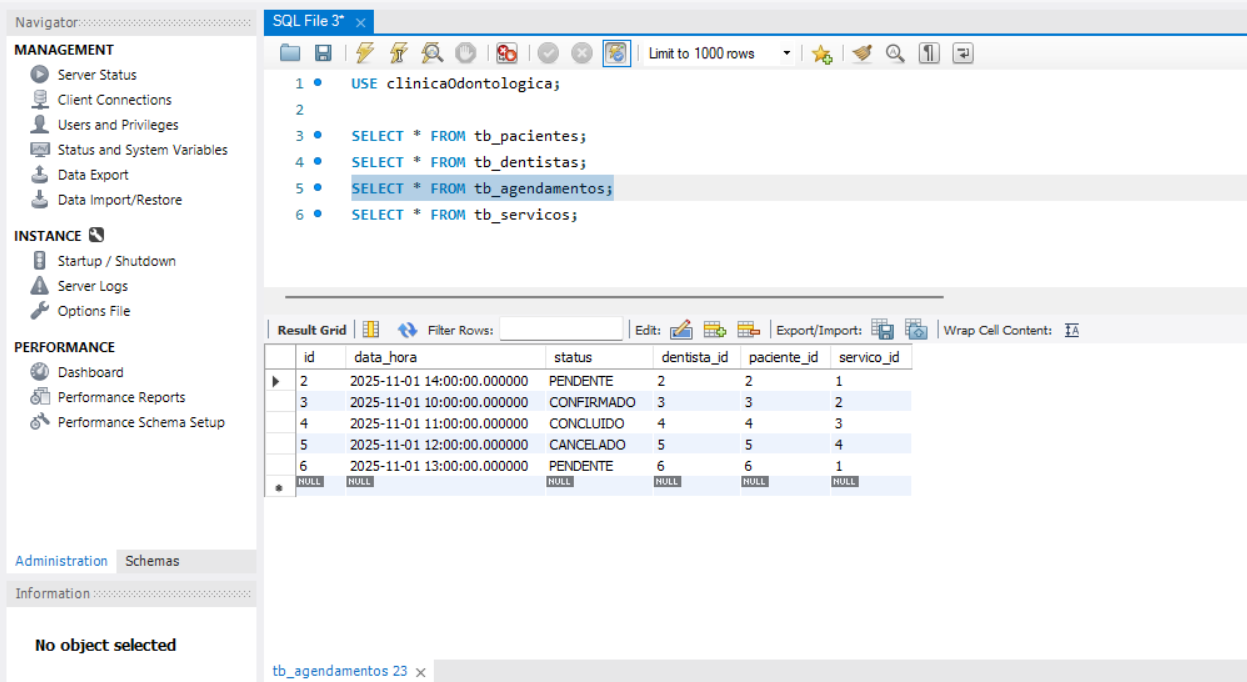 Navigator
MANAGEMENT
Server Status
Client Connections
Users and Privileges
Status and System Variables
Data Export
Data Import/Restore
INSTANCE
Startup / Shutdown
Server Logs
Options File
PERFORMANCE
Dashboard
Performance Reports
Performance Schema Setup
Administration Schemas
Information
No object selected
SQL File 3*
Limit to 1000 rows
1 USE clinicaOdontologica;
2
3 SELECT * FROM tb_pacientes;
4 SELECT * FROM tb_dentistas;
5 SELECT * FROM tb_agendamentos;
6 SELECT * FROM tb_servicos;
Result Grid Filter Rows: Edit: Export/Import: Wrap Cell Content:
id data_hora status dentista_id paciente_id servico_id
2 2025-11-01 14:00:00.000000 PENDENTE 2 2 1
3 2025-11-01 10:00:00.000000 CONFIRMADO 3 3 2
4 2025-11-01 11:00:00.000000 CONCLUIDO 4 4 3
5 2025-11-01 12:00:00.000000 CANCELADO 5 5 4
6 2025-11-01 13:00:00.000000 PENDENTE 6 6 1
NULL NULL NULL NULL NULL NULL
tb_agendamentos 23